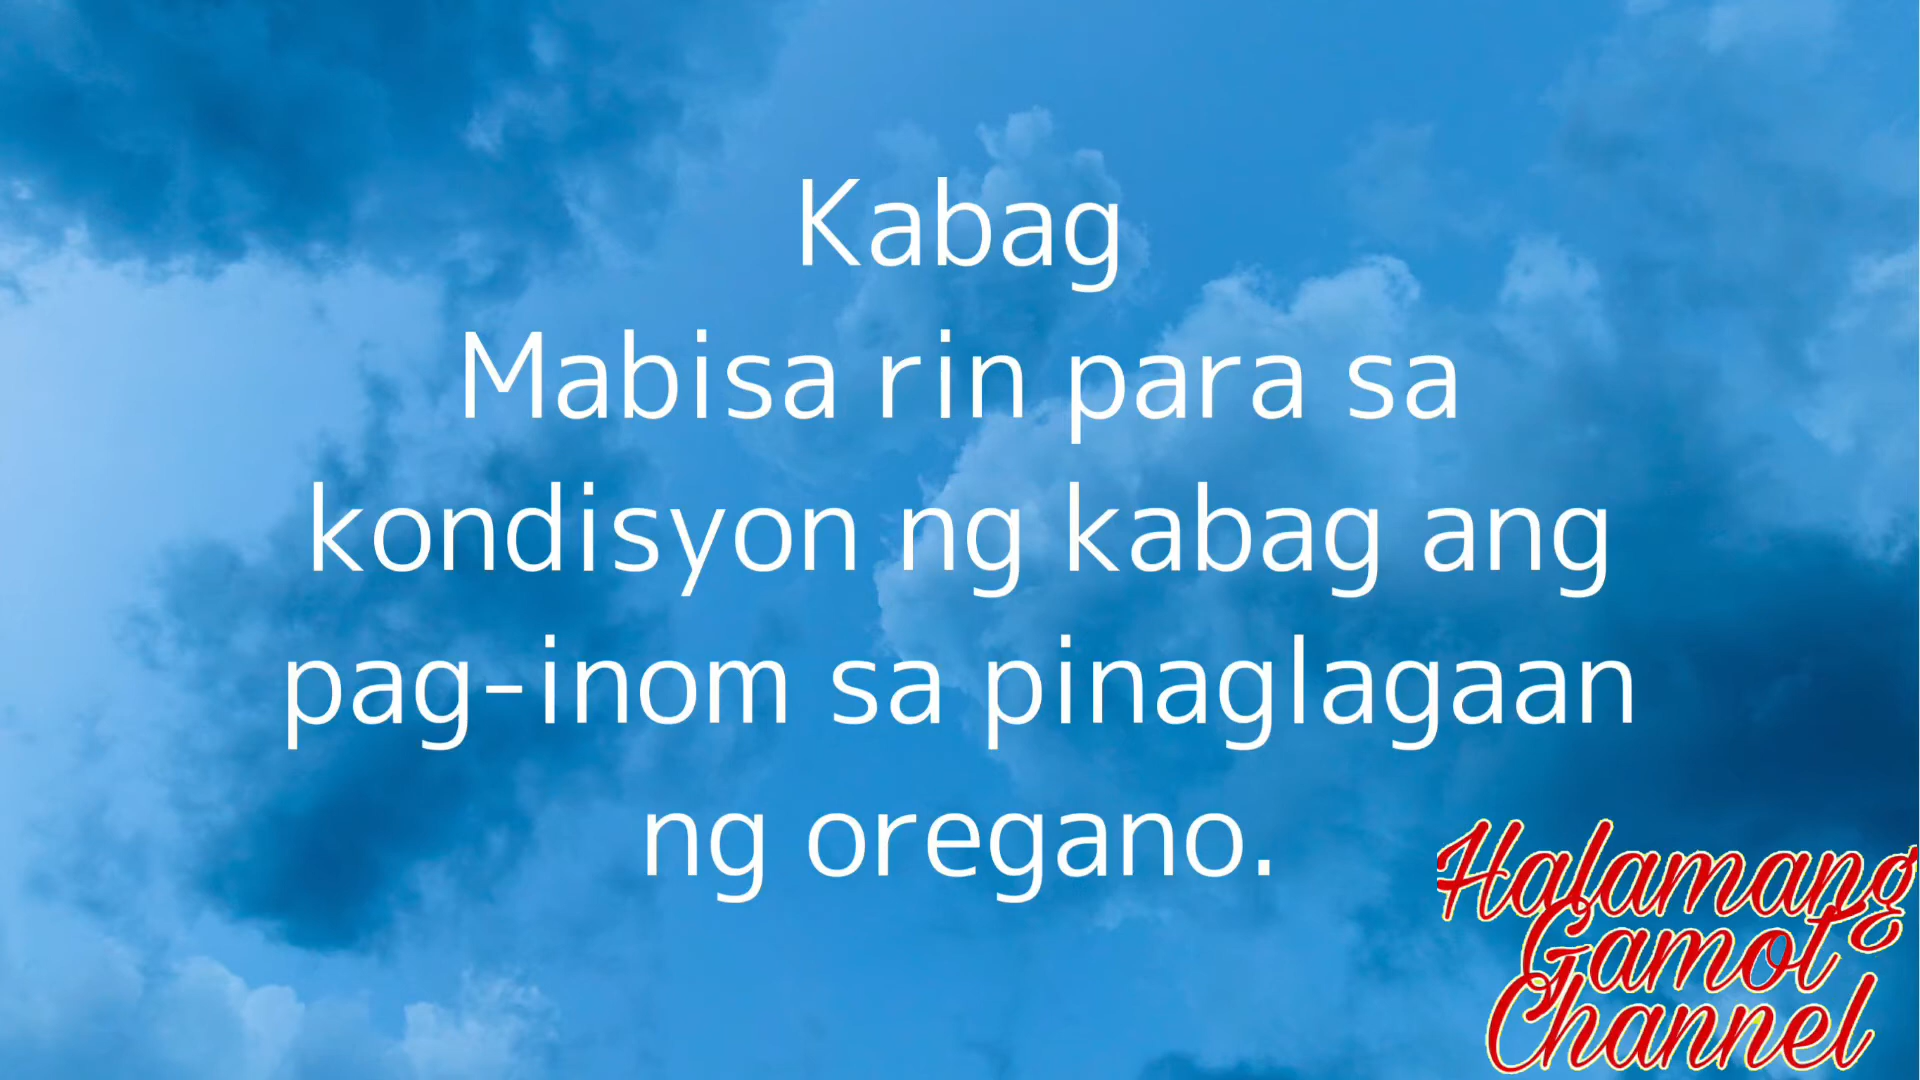 Kabag
Mabisa rin para sa
kondisyon ng kabag ang
pag-inom sa pinaglagaan
ng oregano.
Halamang
Gamot
Channel